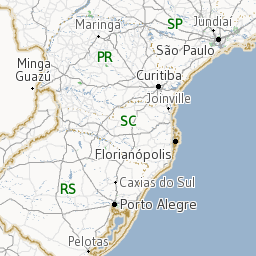 SP
Jundiaí
Maringá
São Paulo
PR
Minga
Guazú
Curitiba
Joinville
SC
Florianópolis
RS
Caxias do Sul
Porto Alegre
Pelotas